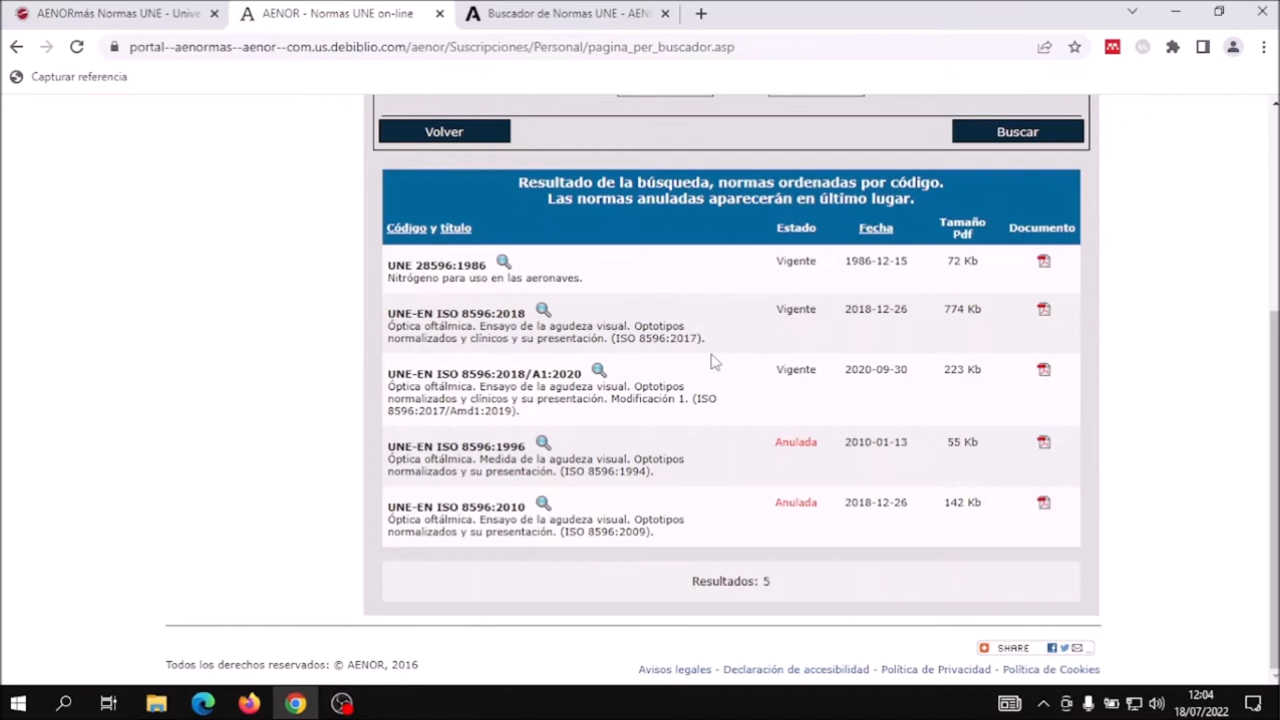 AENORmás Normas UNE - Unive
AENOR - Normas UNE on-line
Buscador de Normas UNE - AEN
portal--aenormas--aenor--com.us.debiblio.com/aenor/Suscripciones/Personal/pagina_per_buscador.asp
Capturar referencia
Volver
Buscar
Resultado de la búsqueda, normas ordenadas por código.
Las normas anuladas aparecerán en último lugar.
Código y título
Estado
Fecha
Tamaño
Pdf
Documento
UNE 28596:1986
Nitrógeno para uso en las aeronaves.
Vigente
1986-12-15
72 Kb
UNE-EN ISO 8596:2018
Óptica oftálmica. Ensayo de la agudeza visual. Optotipos
normalizados y clínicos y su presentación. (ISO 8596:2017).
Vigente
2018-12-26
774 Kb
UNE-EN ISO 8596:2018/A1:2020
Óptica oftálmica. Ensayo de la agudeza visual. Optotipos
normalizados y clínicos y su presentación. Modificación 1. (ISO
8596:2017/Amd1:2019).
Vigente
2020-09-30
223 Kb
UNE-EN ISO 8596:1996
Óptica oftálmica. Medida de la agudeza visual. Optotipos
normalizados y su presentación. (ISO 8596:1994).
Anulada
2010-01-13
55 Kb
UNE-EN ISO 8596:2010
Óptica oftálmica. Ensayo de la agudeza visual. Optotipos
normalizados y su presentación. (ISO 8596:2009).
Anulada
2018-12-26
142 Kb
Resultados: 5
SHARE
Todos los derechos reservados: © AENOR, 2016
Avisos legales - Declaración de accesibilidad - Política de Privacidad - Política de Cookies
12:04
18/07/2022